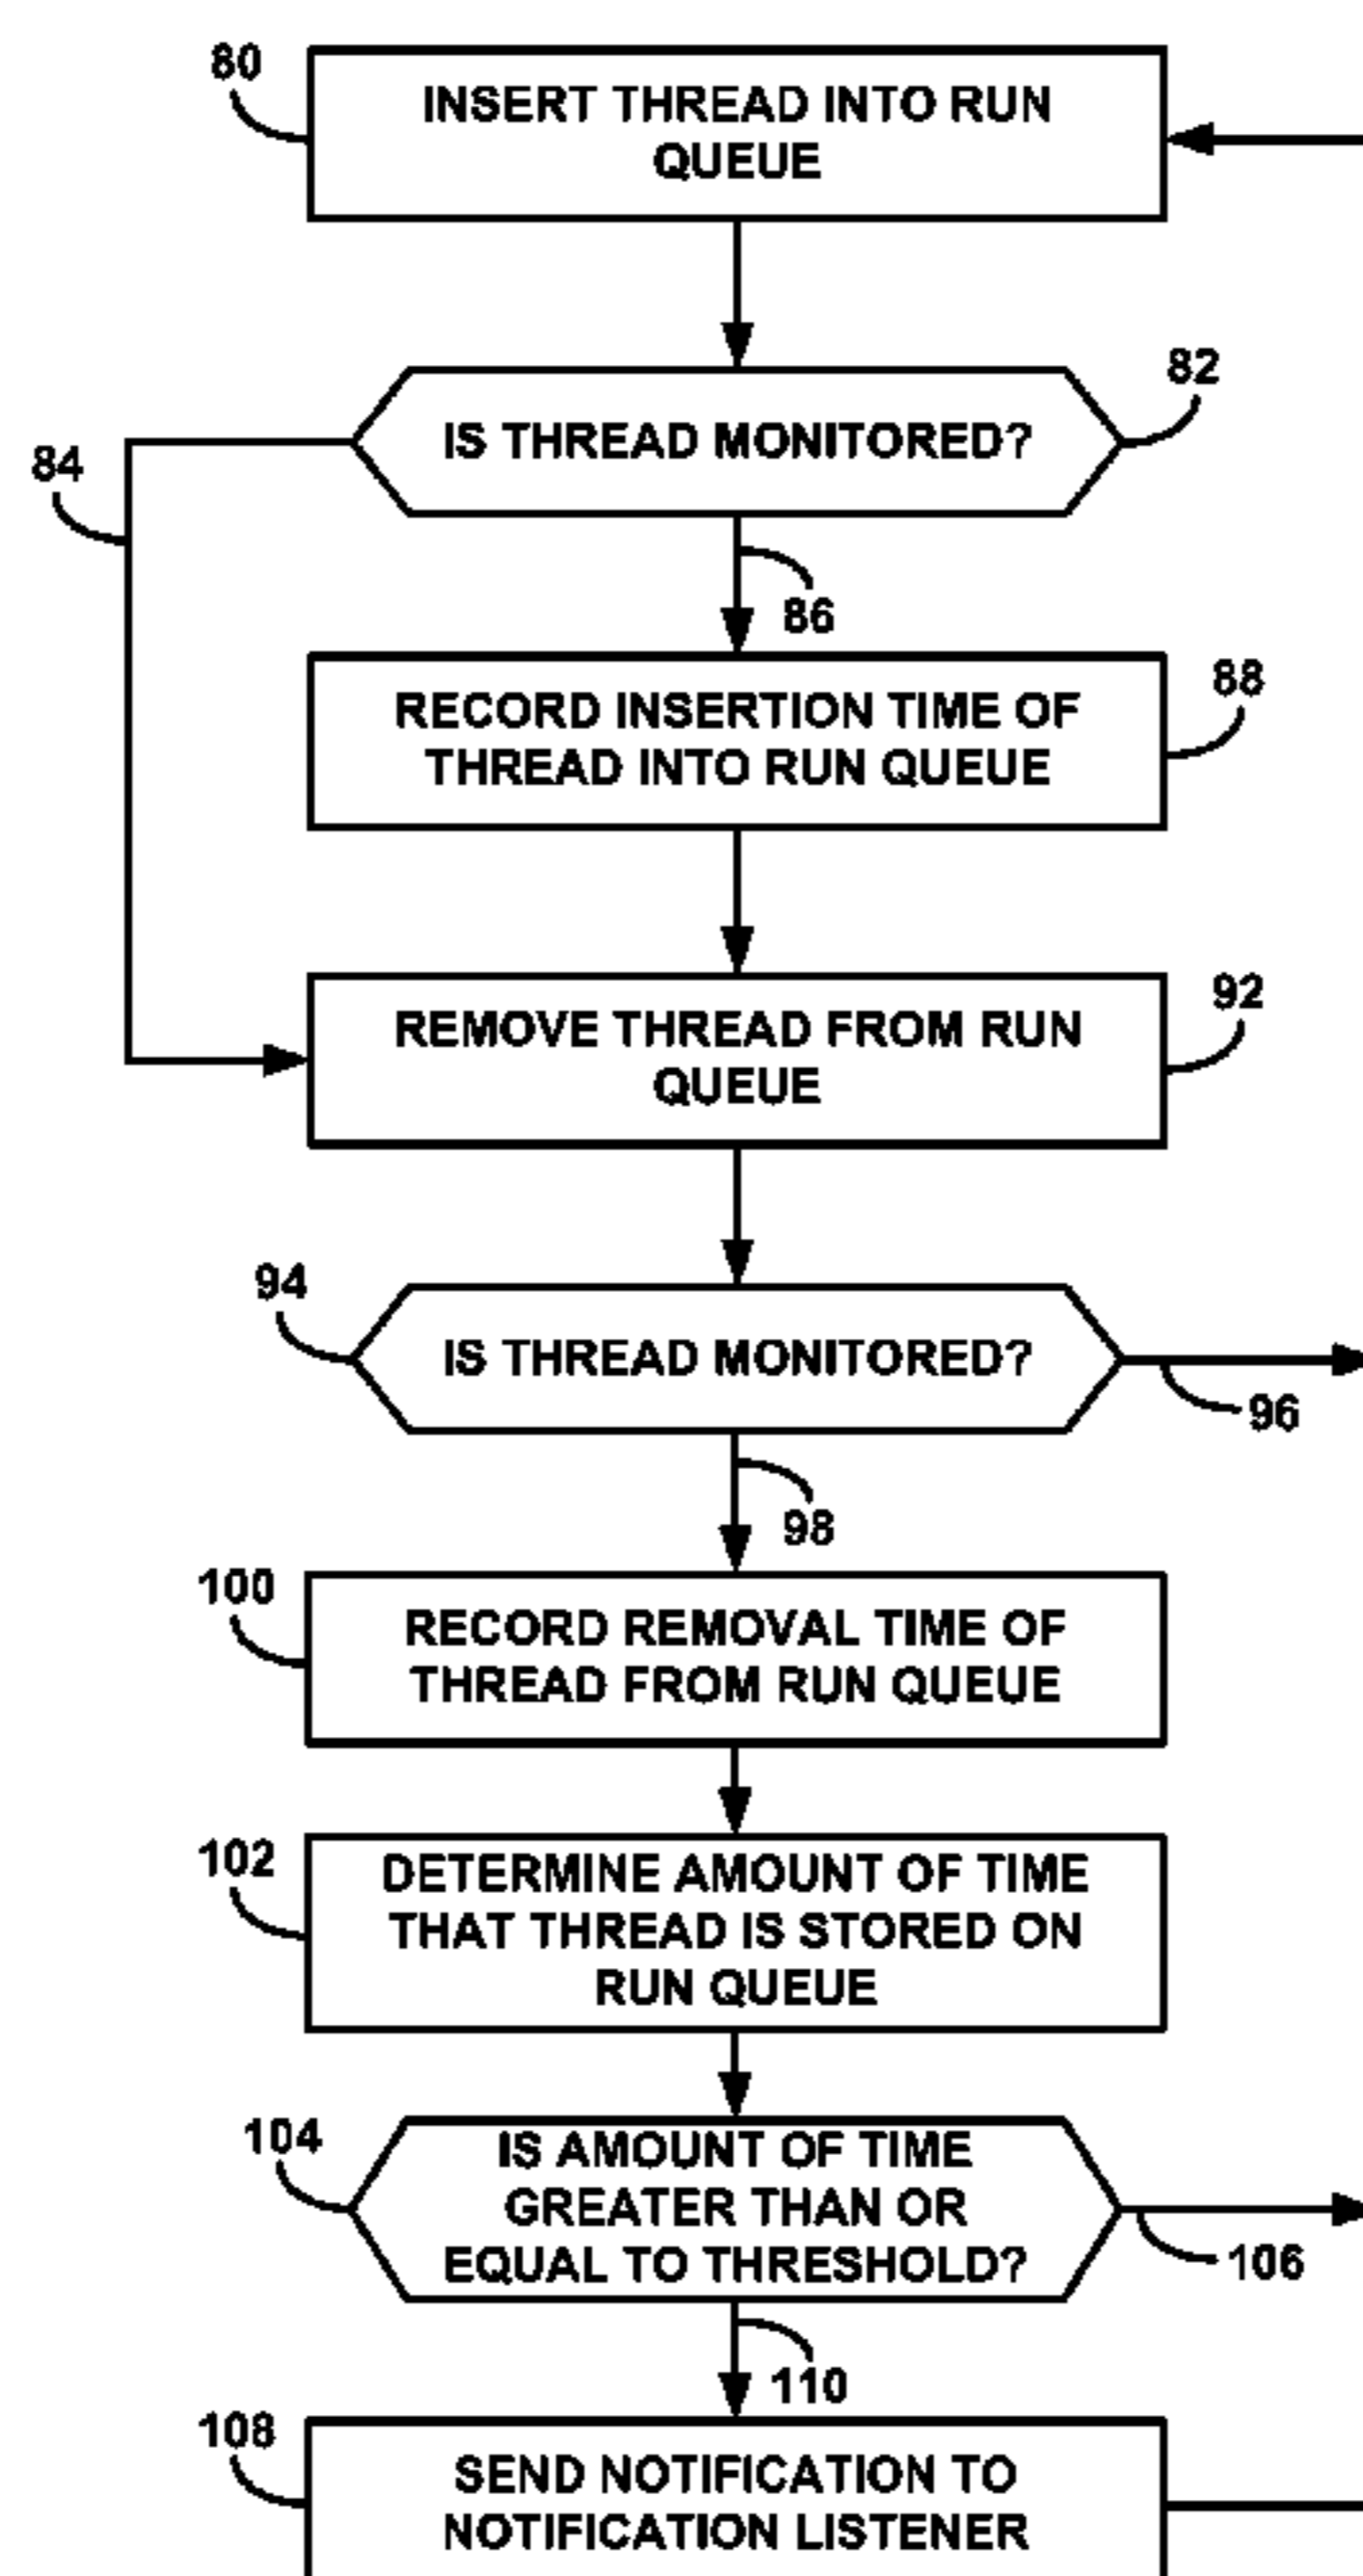 80
INSERT THREAD INTO RUN
QUEUE
82
IS THREAD MONITORED?
84
86
88
RECORD INSERTION TIME OF
THREAD INTO RUN QUEUE
92
REMOVE THREAD FROM RUN
QUEUE
94
IS THREAD MONITORED?
96
98
100
RECORD REMOVAL TIME OF
THREAD FROM RUN QUEUE
102
DETERMINE AMOUNT OF TIME
THAT THREAD IS STORED ON
RUN QUEUE
104
IS AMOUNT OF TIME
GREATER THAN OR
EQUAL TO THRESHOLD?
106
110
108
SEND NOTIFICATION TO
NOTIFICATION LISTENER